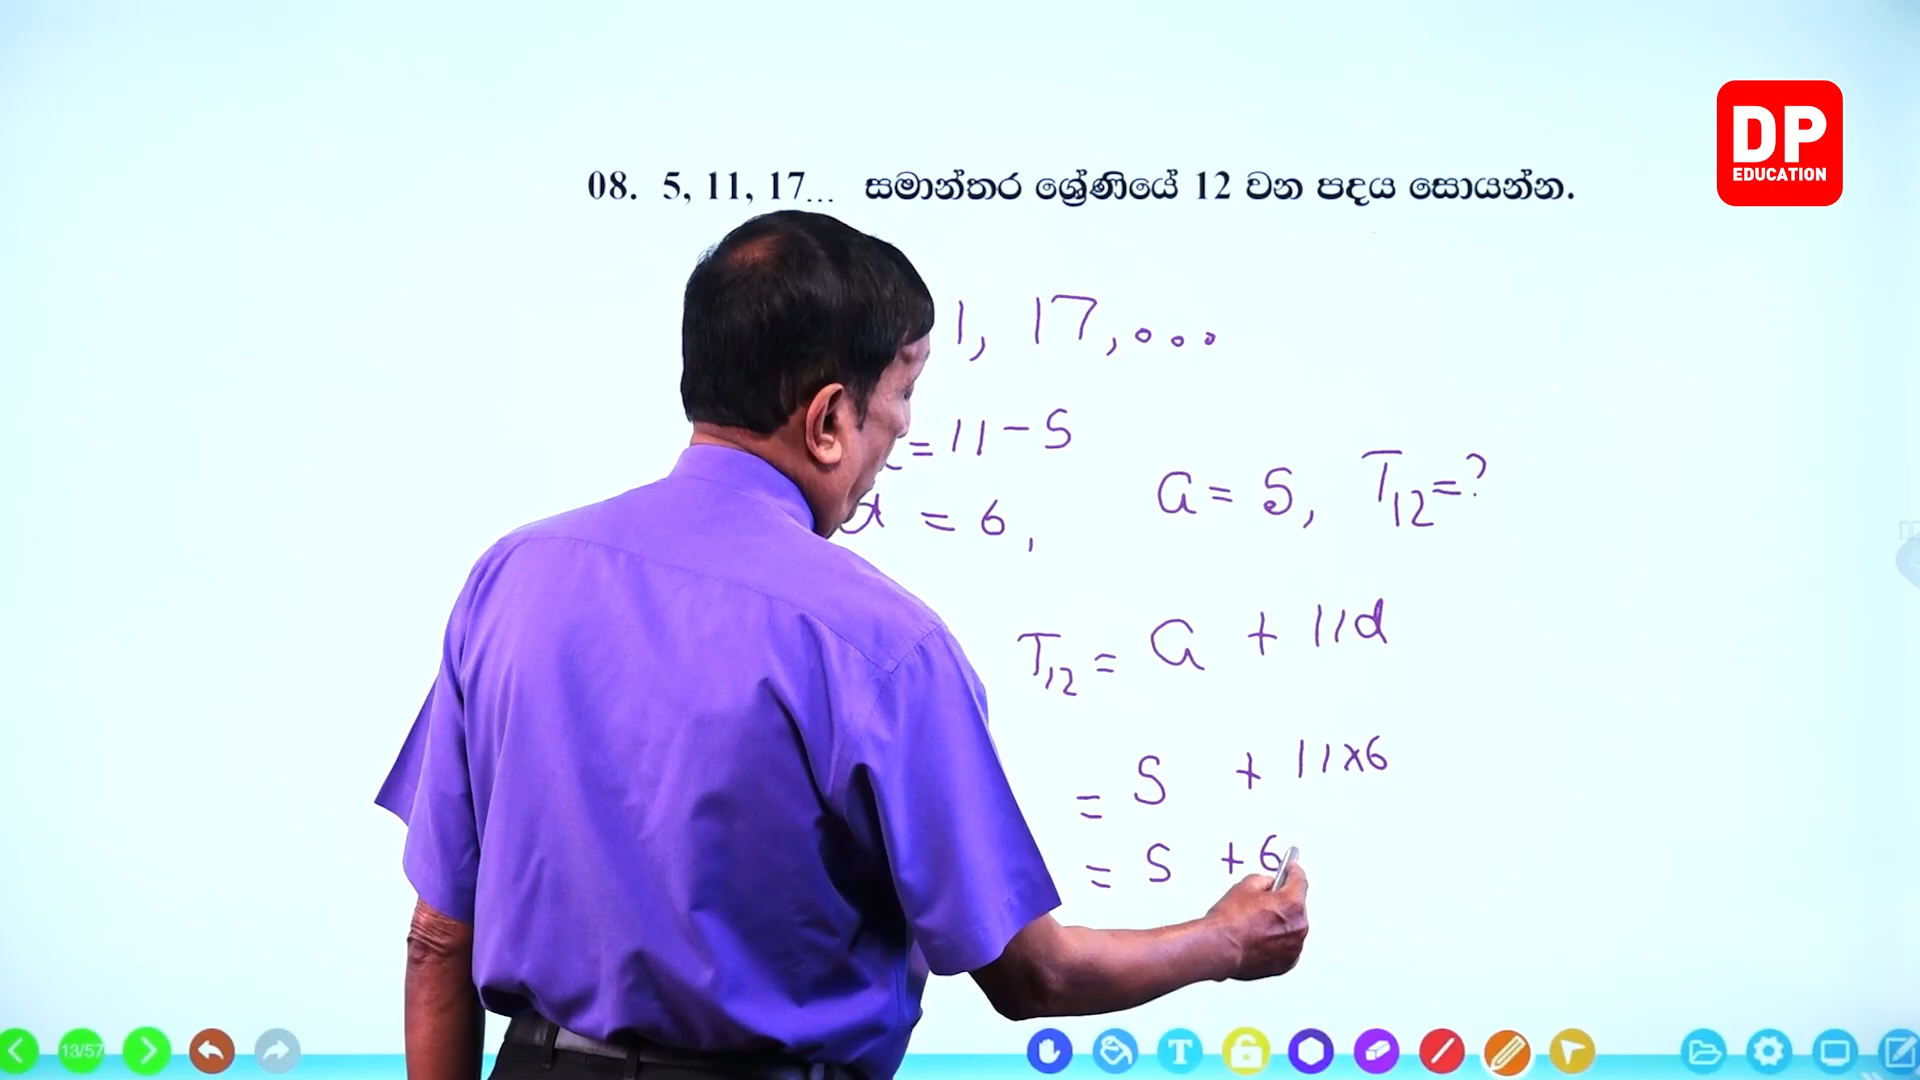 DP
EDUCATION
08. 5, 11, 17... සමාන්තර ශ්‍රේණියේ 12 වන පදය සොයන්න.
1, 17, ...
= 11 - 5
d = 6, a = 5, T12 = ?
T12 = a + 11d
= 5 + 11×6
= 5 + 6
13/57
T